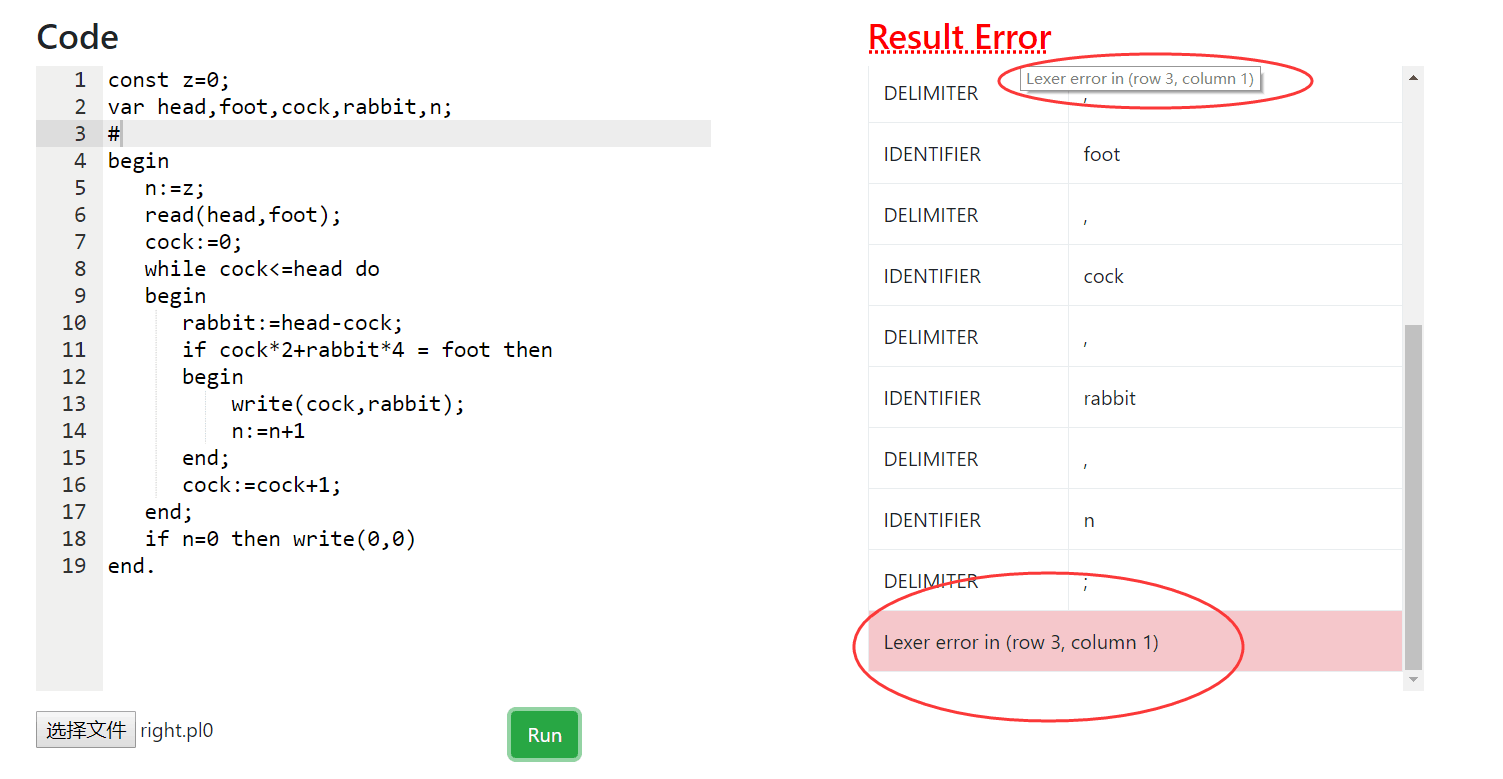 Code
1 const z=0;
2 var head,foot,cock,rabbit,n;
3 #
4 begin
5 n:=z;
6 read(head,foot);
7 cock:=0;
8 while cock<=head do
9 begin
10 rabbit:=head-cock;
11 if cock*2+rabbit*4 = foot then
12 begin
13 write(cock,rabbit);
14 n:=n+1
15 end;
16 cock:=cock+1;
17 end;
18 if n=0 then write(0,0)
19 end.
选择文件 right.pl0
Run
Result Error
Lexer error in (row 3, column 1)
DELIMITER ,
IDENTIFIER foot
DELIMITER ,
IDENTIFIER cock
DELIMITER ,
IDENTIFIER rabbit
DELIMITER ,
IDENTIFIER n
DELIMITER ;
Lexer error in (row 3, column 1)